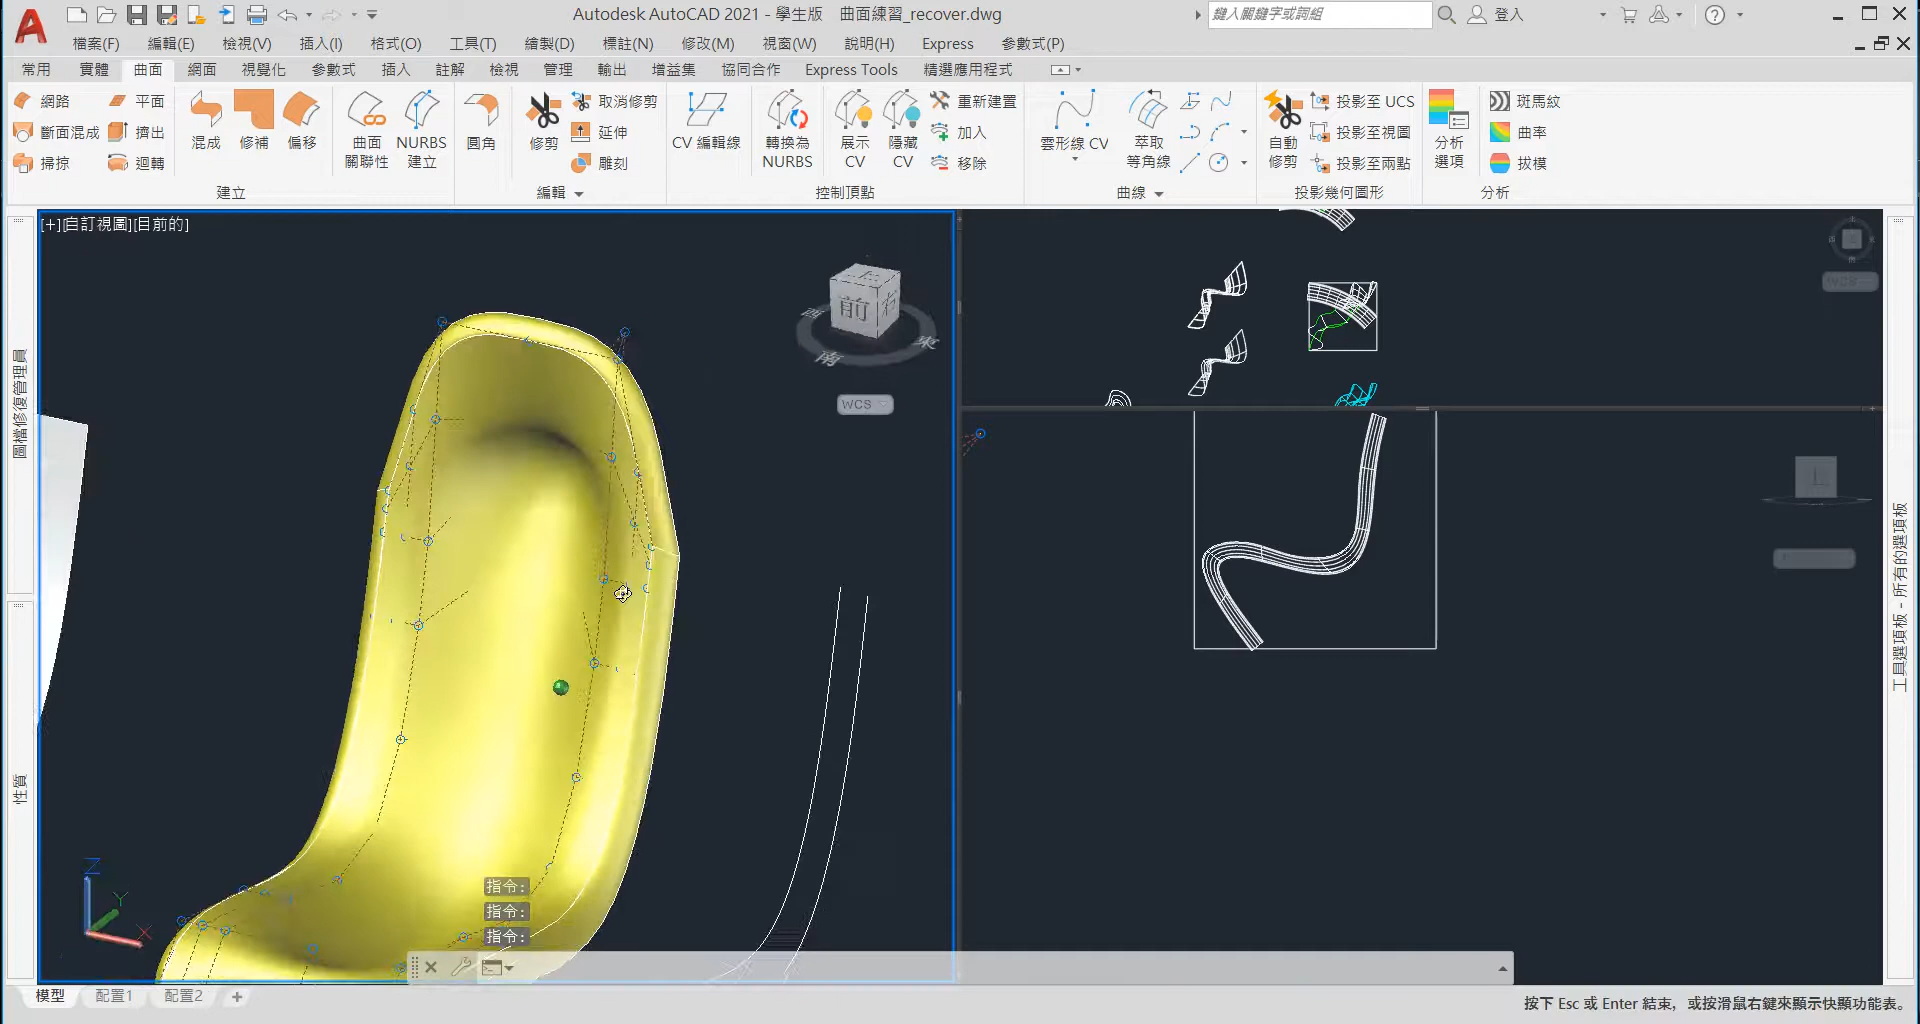 Autodesk AutoCAD 2021 - 學生版 曲面練習_recover.dwg
鍵入關鍵字或詞組
登入
檔案(F) 編輯(E) 檢視(V) 插入(I) 格式(O) 工具(T) 繪製(D) 標註(N) 修改(M) 視窗(W) 說明(H) Express 參數式(P)
常用 實體 曲面 網面 視覺化 參數式 插入 註解 檢視 管理 輸出 增益集 協同合作 Express Tools 精選應用程式
網路 平面
斷面混成 擠出
掃掠 迴轉
混成 修補 偏移
曲面
關聯性
NURBS
建立
圓角
修剪
取消修剪
延伸
雕刻
CV 編輯線
轉換為
NURBS
展示
CV
隱藏
CV
重新建置
加入
移除
雲形線 CV
萃取
等角線
自動
修剪
投影至 UCS
投影至視圖
投影至兩點
分析
選項
斑馬紋
曲率
拔模
建立 編輯 控制頂點 曲線 投影幾何圖形 分析
[+][自訂視圖][目前的]
圖檔修復管理員
性質
上
前
右
西
南
東
WCS
WCS
上
Z
Y
X
指令:
指令:
指令:
工具選項板 - 所有的選項板
模型 配置1 配置2 +
按下 Esc 或 Enter 結束，或按滑鼠右鍵來顯示快顯功能表。